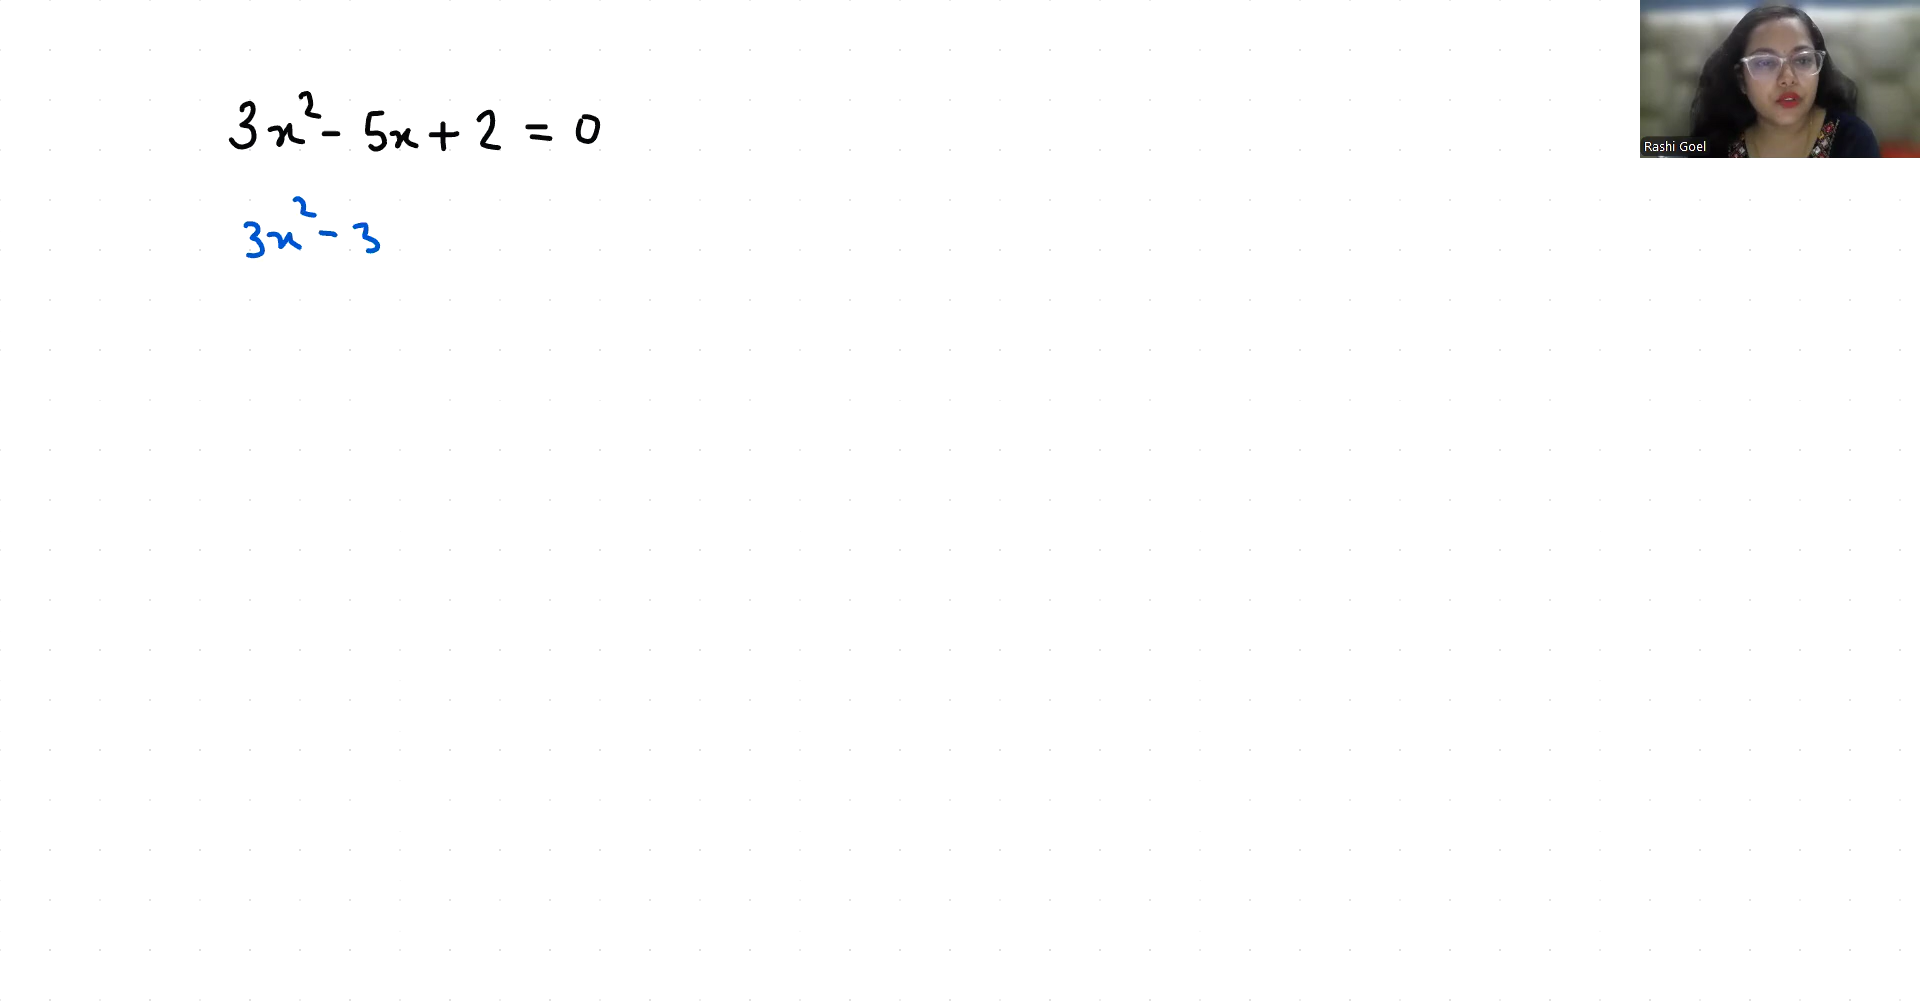 3x² - 5x + 2 = 0
3x² - 3
Rashi Goel